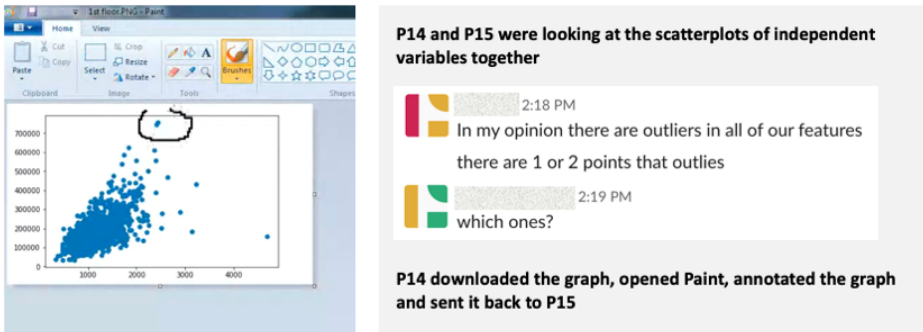 1st floor.PNG - Paint
Home View
Cut
Copy
Paste
Clipboard
Select
Crop
Resize
Rotate
Image
Tools
Brushes
Shapes
700000
600000
500000
400000
300000
200000
100000
0
1000 2000 3000 4000
P14 and P15 were looking at the scatterplots of independent
variables together
2:18 PM
In my opinion there are outliers in all of our features
there are 1 or 2 points that outlies
2:19 PM
which ones?
P14 downloaded the graph, opened Paint, annotated the graph
and sent it back to P15